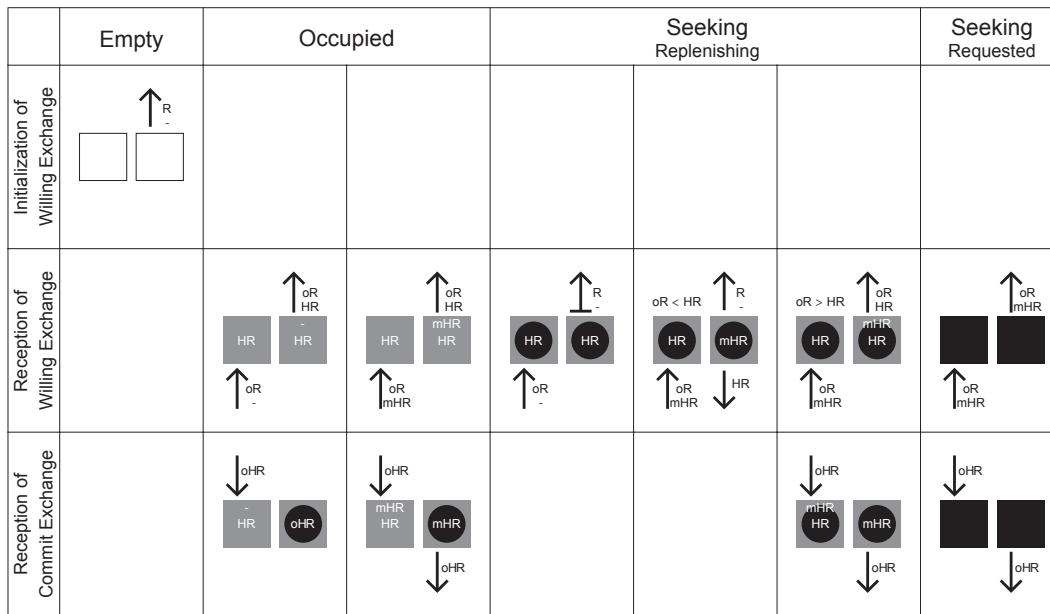 Empty
Occupied
Seeking
Replenishing
Seeking
Requested
Initialization of
Willing Exchange
R
-
Reception of
Willing Exchange
oR
HR
HR
-
HR
oR
-
oR
HR
HR
mHR
HR
oR
mHR
R
-
HR
HR
oR
-
oR < HR
R
-
HR
mHR
oR
mHR
HR
oR > HR
oR
HR
HR
mHR
HR
oR
mHR
oR
mHR
oR
mHR
Reception of
Commit Exchange
oHR
-
HR
oHR
oHR
mHR
HR
mHR
oHR
oHR
mHR
HR
mHR
oHR
oHR
oHR